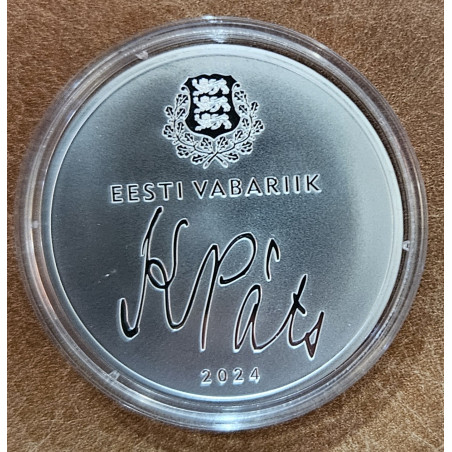 EESTI VABARIIK
K Päts
2024